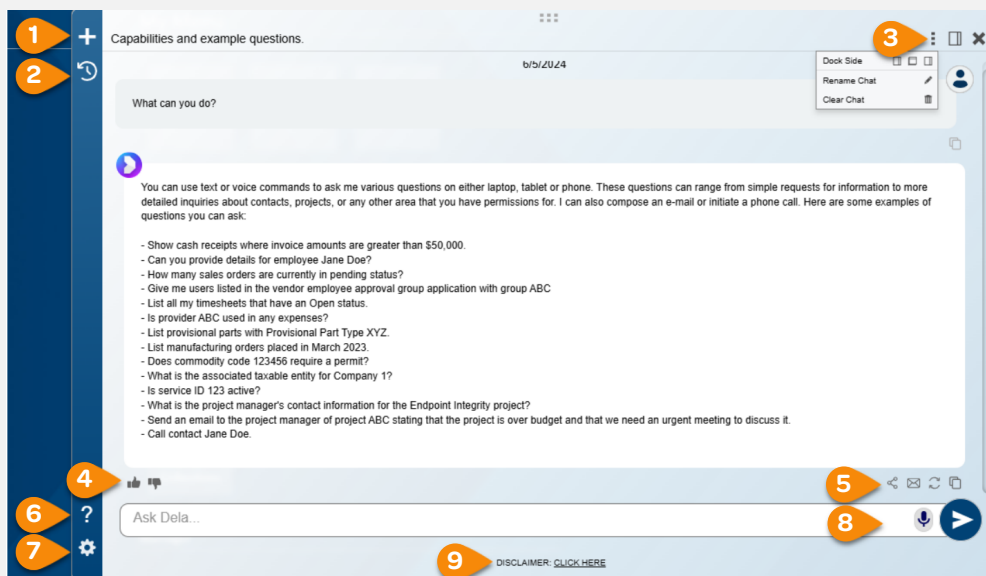 1
Capabilities and example questions.
3
2
6/5/2024
Dock Side
Rename Chat
Clear Chat
What can you do?
You can use text or voice commands to ask me various questions on either laptop, tablet or phone. These questions can range from simple requests for information to more
detailed inquiries about contacts, projects, or any other area that you have permissions for. I can also compose an e-mail or initiate a phone call. Here are some examples of
questions you can ask:
- Show cash receipts where invoice amounts are greater than $50,000.
- Can you provide details for employee Jane Doe?
- How many sales orders are currently in pending status?
- Give me users listed in the vendor employee approval group application with group ABC
- List all my timesheets that have an Open status.
- Is provider ABC used in any expenses?
- List provisional parts with Provisional Part Type XYZ.
- List manufacturing orders placed in March 2023.
- Does commodity code 123456 require a permit?
- What is the associated taxable entity for Company 1?
- Is service ID 123 active?
- What is the project manager's contact information for the Endpoint Integrity project?
- Send an email to the project manager of project ABC stating that the project is over budget and that we need an urgent meeting to discuss it.
- Call contact Jane Doe.
4
5
6
?
Ask Dela...
8
7
9
DISCLAIMER: CLICK HERE